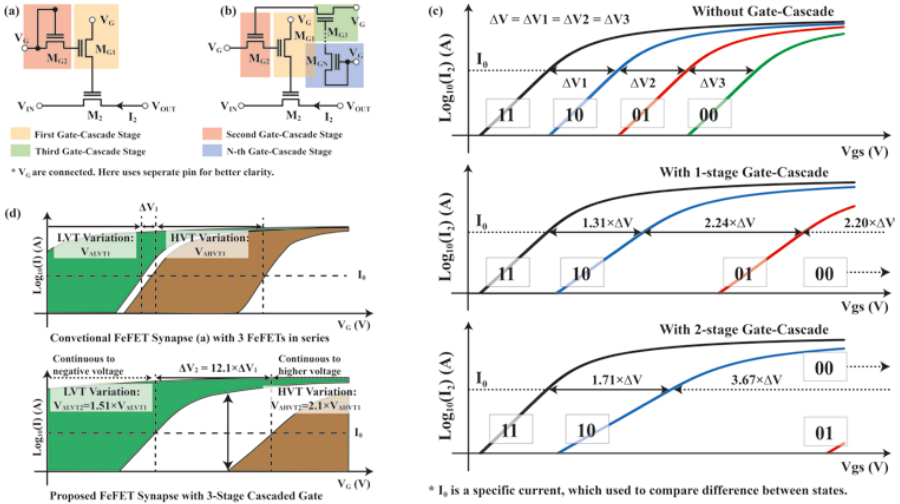 (a)
V_G
V_G
M_G1
M_G2
V_IN
V_OUT
M_2
I_2
(b)
V_G
M_G3
V_G
V_G
M_G1
V_G
M_G2
M_GN
V_IN
V_OUT
M_2
I_2
First Gate-Cascade Stage
Second Gate-Cascade Stage
Third Gate-Cascade Stage
N-th Gate-Cascade Stage
* V_G are connected. Here uses seperate pin for better clarity.
(c)
Without Gate-Cascade
ΔV = ΔV1 = ΔV2 = ΔV3
Log10(I_2) (A)
I_0
ΔV1
ΔV2
ΔV3
11
10
01
00
Vgs (V)
With 1-stage Gate-Cascade
Log10(I_2) (A)
I_0
1.31×ΔV
2.24×ΔV
2.20×ΔV
11
10
01
00
Vgs (V)
With 2-stage Gate-Cascade
Log10(I_2) (A)
I_0
00
1.71×ΔV
3.67×ΔV
11
10
01
Vgs (V)
* I_0 is a specific current, which used to compare difference between states.
(d)
ΔV_1
Log10(I) (A)
LVT Variation:
V_ΔLVT1
HVT Variation:
V_ΔHVT1
I_0
V_G (V)
Convetional FeFET Synapse (a) with 3 FeFETs in series
Continuous to
negative voltage
ΔV_2 = 12.1×ΔV_1
Continuous to
higher voltage
Log10(I) (A)
LVT Variation:
V_ΔLVT2=1.51×V_ΔLVT1
HVT Variation:
V_ΔHVT2=2.1×V_ΔHVT1
I_0
V_G (V)
Proposed FeFET Synapse with 3-Stage Cascaded Gate